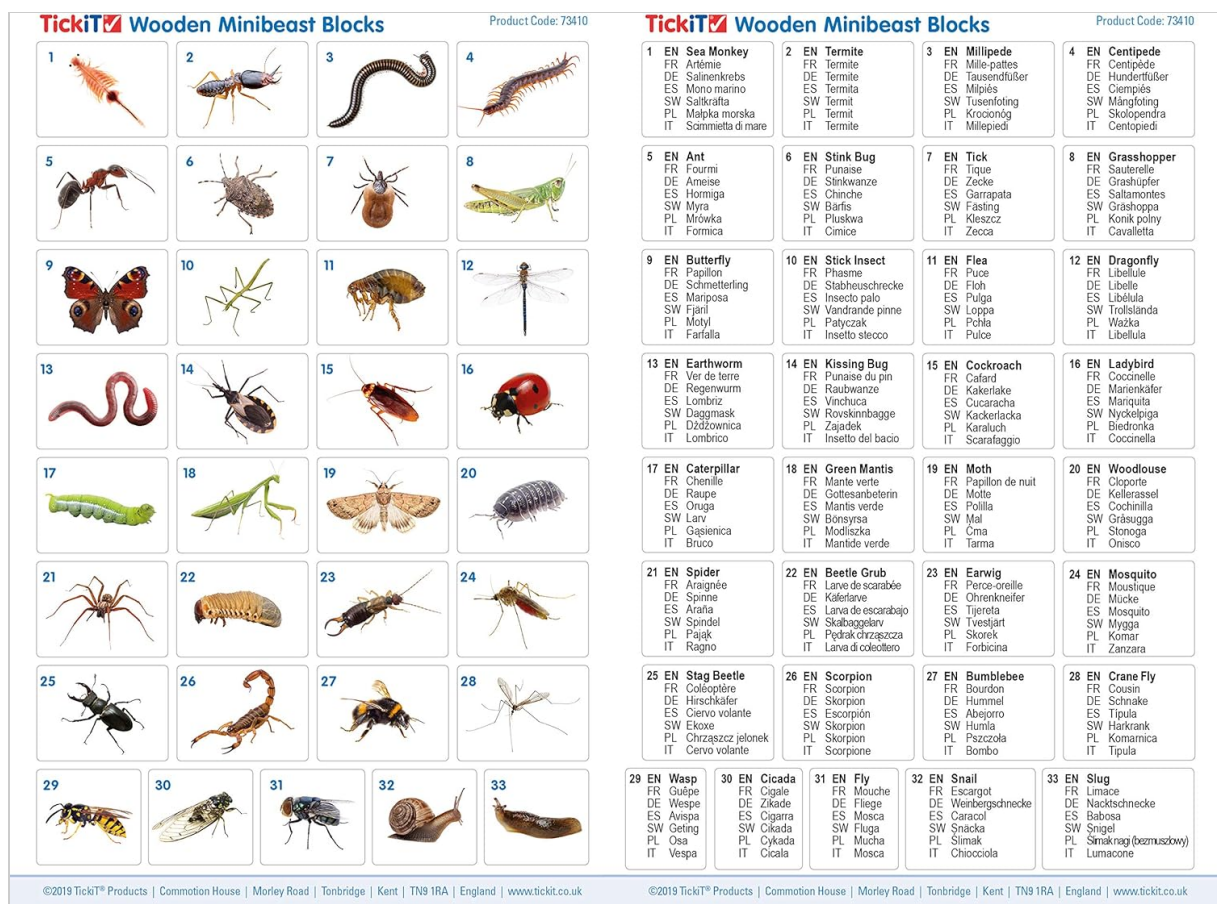 TickiT Wooden Minibeast Blocks
Product Code: 73410
1
2
3
4
5
6
7
8
9
10
11
12
13
14
15
16
17
18
19
20
21
22
23
24
25
26
27
28
29
30
31
32
33
©2019 TickiT® Products | Commotion House | Morley Road | Tonbridge | Kent | TN9 1RA | England | www.tickit.co.uk
TickiT Wooden Minibeast Blocks
Product Code: 73410
1 EN Sea Monkey
FR Artémie
DE Salinenkrebs
ES Mono marino
SW Saltkräfta
PL Małpka morska
IT Scimmietta di mare
2 EN Termite
FR Termite
DE Termite
ES Termita
SW Termit
PL Termit
IT Termite
3 EN Millipede
FR Mille-pattes
DE Tausendfüßer
ES Milpiés
SW Tusenfoting
PL Krocionóg
IT Millepiedi
4 EN Centipede
FR Centipède
DE Hundertfüßer
ES Ciempiés
SW Mångfoting
PL Skolopendra
IT Centopiedi
5 EN Ant
FR Fourmi
DE Ameise
ES Hormiga
SW Myra
PL Mrówka
IT Formica
6 EN Stink Bug
FR Punaise
DE Stinkwanze
ES Chinche
SW Bärfis
PL Pluskwa
IT Cimice
7 EN Tick
FR Tique
DE Zecke
ES Garrapata
SW Fästing
PL Kleszcz
IT Zecca
8 EN Grasshopper
FR Sauterelle
DE Grashüpfer
ES Saltamontes
SW Gräshoppa
PL Konik polny
IT Cavalletta
9 EN Butterfly
FR Papillon
DE Schmetterling
ES Mariposa
SW Fjäril
PL Motyl
IT Farfalla
10 EN Stick Insect
FR Phasme
DE Stabheuschrecke
ES Insecto palo
SW Vandrande pinne
PL Patyczak
IT Insetto stecco
11 EN Flea
FR Puce
DE Floh
ES Pulga
SW Loppa
PL Pchła
IT Pulce
12 EN Dragonfly
FR Libellule
DE Libelle
ES Libélula
SW Trollslända
PL Ważka
IT Libellula
13 EN Earthworm
FR Ver de terre
DE Regenwurm
ES Lombriz
SW Daggmask
PL Dżdżownica
IT Lombrico
14 EN Kissing Bug
FR Punaise du pin
DE Raubwanze
ES Vinchuca
SW Rovskinnbagge
PL Zajadek
IT Insetto del bacio
15 EN Cockroach
FR Cafard
DE Kakerlake
ES Cucaracha
SW Kackerlacka
PL Karaluch
IT Scarafaggio
16 EN Ladybird
FR Coccinelle
DE Marienkäfer
ES Mariquita
SW Nyckelpiga
PL Biedronka
IT Coccinella
17 EN Caterpillar
FR Chenille
DE Raupe
ES Oruga
SW Larv
PL Gąsienica
IT Bruco
18 EN Green Mantis
FR Mante verte
DE Gottesanbeterin
ES Mantis verde
SW Bönsyrsa
PL Modliszka
IT Mantide verde
19 EN Moth
FR Papillon de nuit
DE Motte
ES Polilla
SW Mal
PL Ćma
IT Tarma
20 EN Woodlouse
FR Cloporte
DE Kellerassel
ES Cochinilla
SW Gråsugga
PL Stonoga
IT Onisco
21 EN Spider
FR Araignée
DE Spinne
ES Araña
SW Spindel
PL Pająk
IT Ragno
22 EN Beetle Grub
FR Larve de scarabée
DE Käferlarve
ES Larva de escarabajo
SW Skalbaggelarv
PL Pędrak chrząszcza
IT Larva di coleottero
23 EN Earwig
FR Perce-oreille
DE Ohrenkneifer
ES Tijereta
SW Tvestjärt
PL Skorek
IT Forbicina
24 EN Mosquito
FR Moustique
DE Mücke
ES Mosquito
SW Mygga
PL Komar
IT Zanzara
25 EN Stag Beetle
FR Coléoptère
DE Hirschkäfer
ES Ciervo volante
SW Ekoxe
PL Chrząszcz jelonek
IT Cervo volante
26 EN Scorpion
FR Scorpion
DE Skorpion
ES Escorpión
SW Skorpion
PL Skorpion
IT Scorpione
27 EN Bumblebee
FR Bourdon
DE Hummel
ES Abejorro
SW Humla
PL Pszczoła
IT Bombo
28 EN Crane Fly
FR Cousin
DE Schnake
ES Típula
SW Harkrank
PL Komarnica
IT Tipula
29 EN Wasp
FR Guêpe
DE Wespe
ES Avispa
SW Geting
PL Osa
IT Vespa
30 EN Cicada
FR Cigale
DE Zikade
ES Cigarra
SW Cikada
PL Cykada
IT Cicala
31 EN Fly
FR Mouche
DE Fliege
ES Mosca
SW Fluga
PL Mucha
IT Mosca
32 EN Snail
FR Escargot
DE Weinbergschnecke
ES Caracol
SW Snäcka
PL Ślimak
IT Chiocciola
33 EN Slug
FR Limace
DE Nacktschnecke
ES Babosa
SW Snigel
PL Ślimak nagi (bezmuszlowy)
IT Lumacone
©2019 TickiT® Products | Commotion House | Morley Road | Tonbridge | Kent | TN9 1RA | England | www.tickit.co.uk